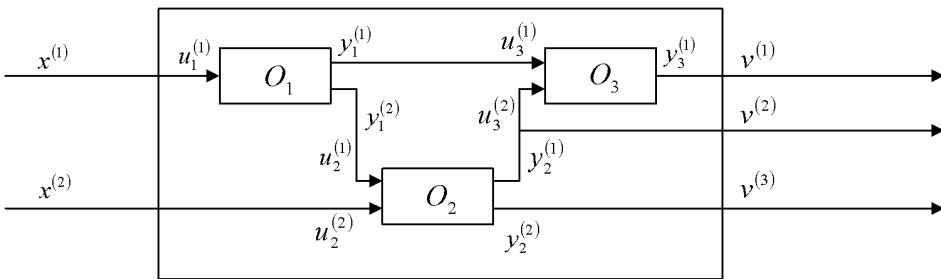 x^{(1)} u_1^{(1)} O_1 y_1^{(1)} u_3^{(1)} O_3 y_3^{(1)} v^{(1)}
y_1^{(2)} u_3^{(2)} v^{(2)}
u_2^{(1)} y_2^{(1)}
x^{(2)} O_2 v^{(3)}
u_2^{(2)} y_2^{(2)}